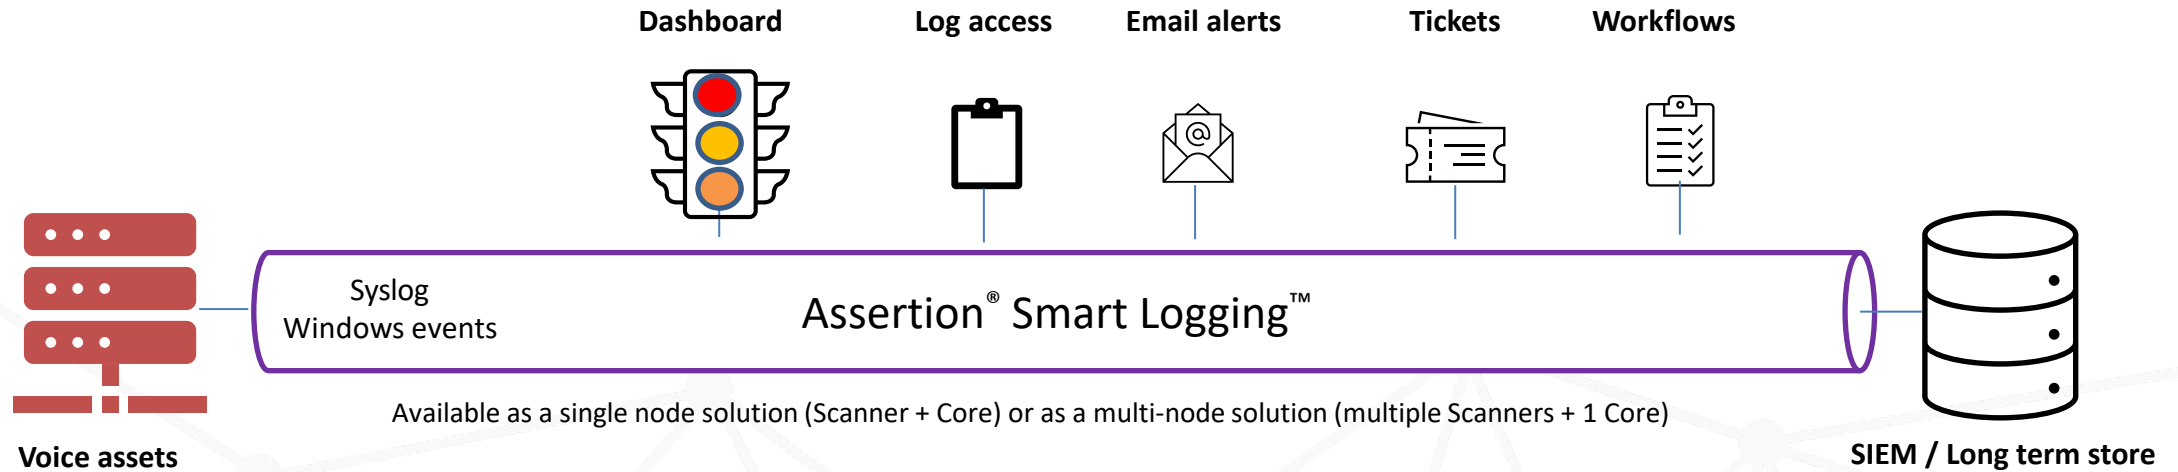 Dashboard
Log access
Email alerts
Tickets
Workflows
@
Syslog
Windows events
Assertion® Smart Logging™
Available as a single node solution (Scanner + Core) or as a multi-node solution (multiple Scanners + 1 Core)
Voice assets
SIEM / Long term store